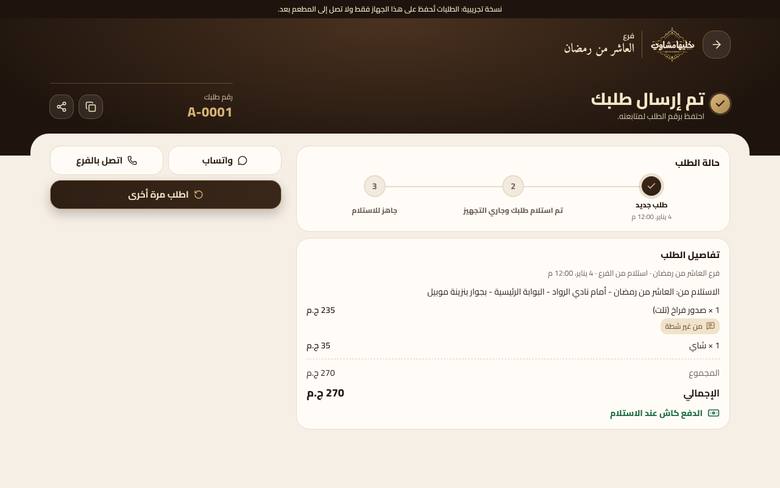 نسخة تجريبية: الطلبات تُحفظ على هذا الجهاز فقط ولا تصل إلى المطعم بعد.
خليها مشاوي
فرع
العاشر من رمضان
تم إرسال طلبك
احتفظ برقم الطلب لمتابعته.
رقم طلبك
A-0001
حالة الطلب
طلب جديد
4 يناير، 12:00 م
2
تم استلام طلبك وجاري التجهيز
3
جاهز للاستلام
واتساب
اتصل بالفرع
اطلب مرة أخرى
تفاصيل الطلب
فرع العاشر من رمضان · استلام من الفرع · 4 يناير، 12:00 م
الاستلام من: العاشر من رمضان - أمام نادي الرواد - البوابة الرئيسية - بجوار بنزينة موبيل
1 × صدور فراخ (تلت) 235 ج.م
من غير شطة
1 × شاي 35 ج.م
المجموع 270 ج.م
الإجمالي 270 ج.م
الدفع كاش عند الاستلام